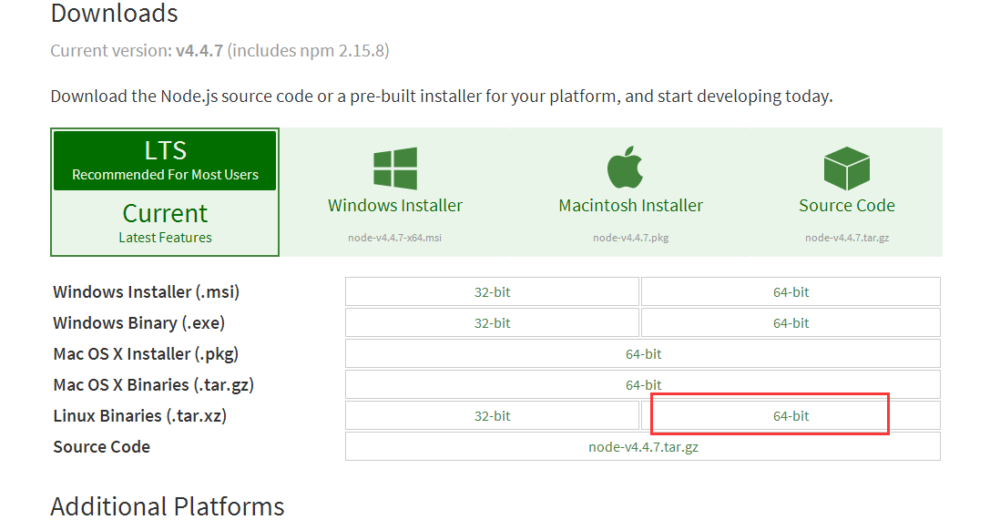 Downloads
Current version: v4.4.7 (includes npm 2.15.8)
Download the Node.js source code or a pre-built installer for your platform, and start developing today.
LTS
Recommended For Most Users
Current
Latest Features
Windows Installer
node-v4.4.7-x64.msi
Macintosh Installer
node-v4.4.7.pkg
Source Code
node-v4.4.7.tar.gz
Windows Installer (.msi) 32-bit 64-bit
Windows Binary (.exe) 32-bit 64-bit
Mac OS X Installer (.pkg) 64-bit
Mac OS X Binaries (.tar.gz) 64-bit
Linux Binaries (.tar.xz) 32-bit 64-bit
Source Code node-v4.4.7.tar.gz
Additional Platforms